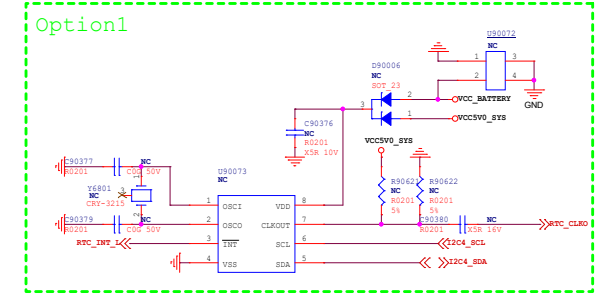 Option1
U90072
NC
1 3
2 4
GND
D90006
NC
SOT_23
3
2
1
VCC_BATTERY
VCC5V0_SYS
C90376
NC
R0201
X5R 10V
VCC5V0_SYS
C90377
R0201
NC
C0G 50V
Y6801
NC
CRY-3215
1
3
2
C90379
R0201
NC
C0G 50V
U90073
NC
1 OSCI VDD 8
2 OSCO CLKOUT 7
3 INT SCL 6
4 VSS SDA 5
RTC_INT_L
R90621
NC
R0201
5%
R90622
NC
R0201
5%
C90380
R0201
NC
X5R 16V
RTC_CLKO
I2C4_SCL
I2C4_SDA